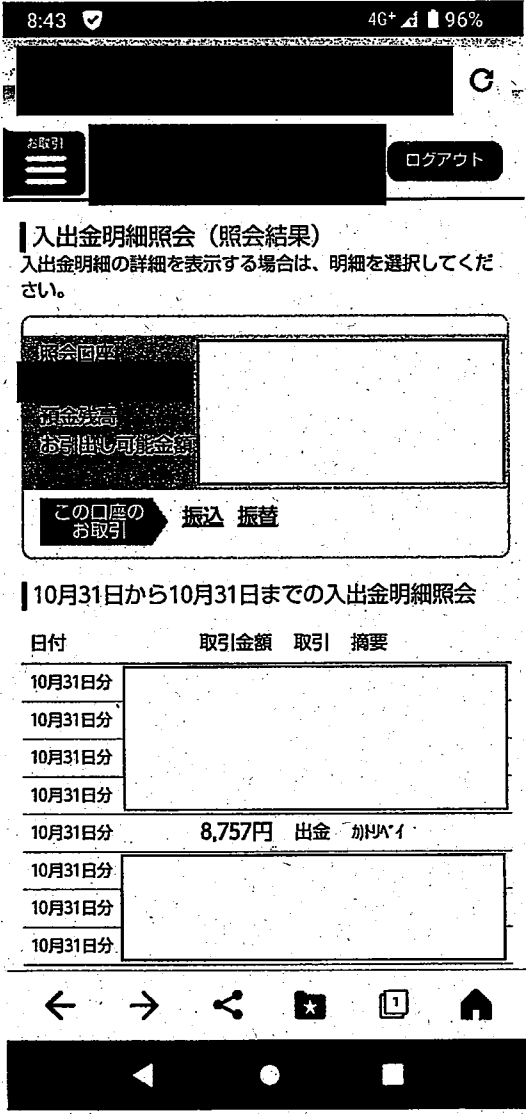 8:43 4G+ 96%
お取引
ログアウト
入出金明細照会（照会結果）
入出金明細の詳細を表示する場合は、明細を選択してくだ
さい。
照会口座
預金残高
お引出し可能金額
この口座の
お取引
振込 振替
10月31日から10月31日までの入出金明細照会
日付 取引金額 取引 摘要
10月31日分
10月31日分
10月31日分
10月31日分
10月31日分 8,757円 出金
10月31日分
10月31日分
10月31日分
1